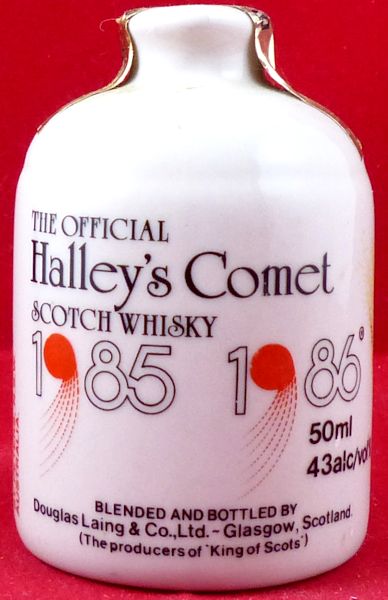 THE OFFICIAL
Halley's Comet
SCOTCH WHISKY
1985 1986®
50ml
43alc/vol
BLENDED AND BOTTLED BY
Douglas Laing & Co., Ltd. - Glasgow, Scotland.
(The producers of 'King of Scots')